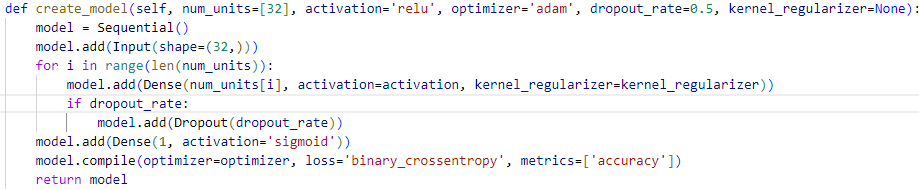 def create_model(self, num_units=[32], activation='relu', optimizer='adam', dropout_rate=0.5, kernel_regularizer=None):
    model = Sequential()
    model.add(Input(shape=(32,)))
    for i in range(len(num_units)):
        model.add(Dense(num_units[i], activation=activation, kernel_regularizer=kernel_regularizer))
        if dropout_rate:
            model.add(Dropout(dropout_rate))
    model.add(Dense(1, activation='sigmoid'))
    model.compile(optimizer=optimizer, loss='binary_crossentropy', metrics=['accuracy'])
    return model